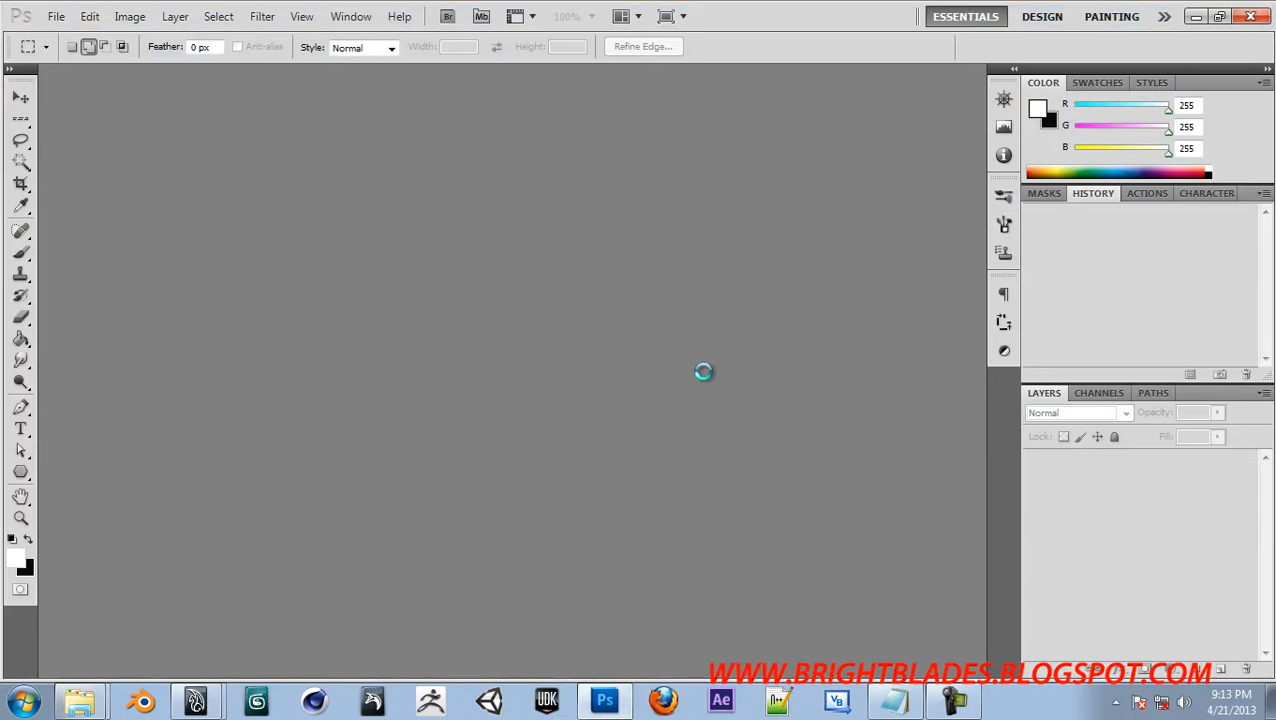 Ps File Edit Image Layer Select Filter View Window Help Br Mb 100% ESSENTIALS DESIGN PAINTING
Feather: 0 px Anti-alias Style: Normal Width: Height: Refine Edge...
COLOR SWATCHES STYLES
R 255
G 255
B 255
MASKS HISTORY ACTIONS CHARACTER
LAYERS CHANNELS PATHS
Normal Opacity:
Lock: Fill:
T
WWW.BRIGHTBLADES.BLOGSPOT.COM
UDK Ps Ae VB
9:13 PM
4/21/2013